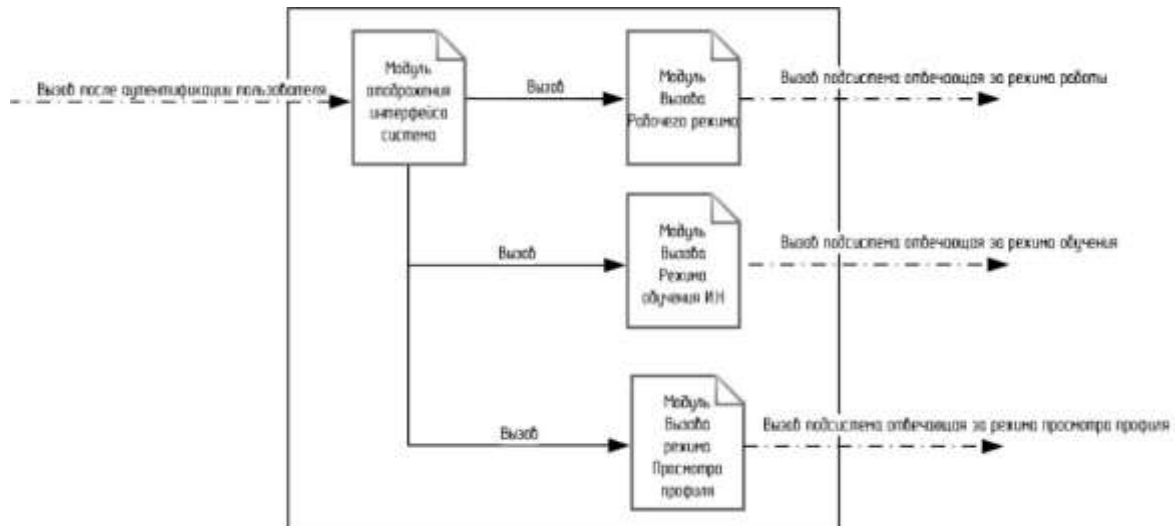 Вызов после аутентификации пользователя
Модуль
отображения
интерфейса
система
Вызов
Модуль
Вызова
Рабочего режима
Вызов подсистема отвечающая за режима работы
Вызов
Модуль
Вызова
Режима
обучения ИН
Вызов подсистема отвечающая за режима обучения
Вызов
Модуль
Вызова
режима
Просмотра
профиля
Вызов подсистема отвечающая за режима просмотра профиля